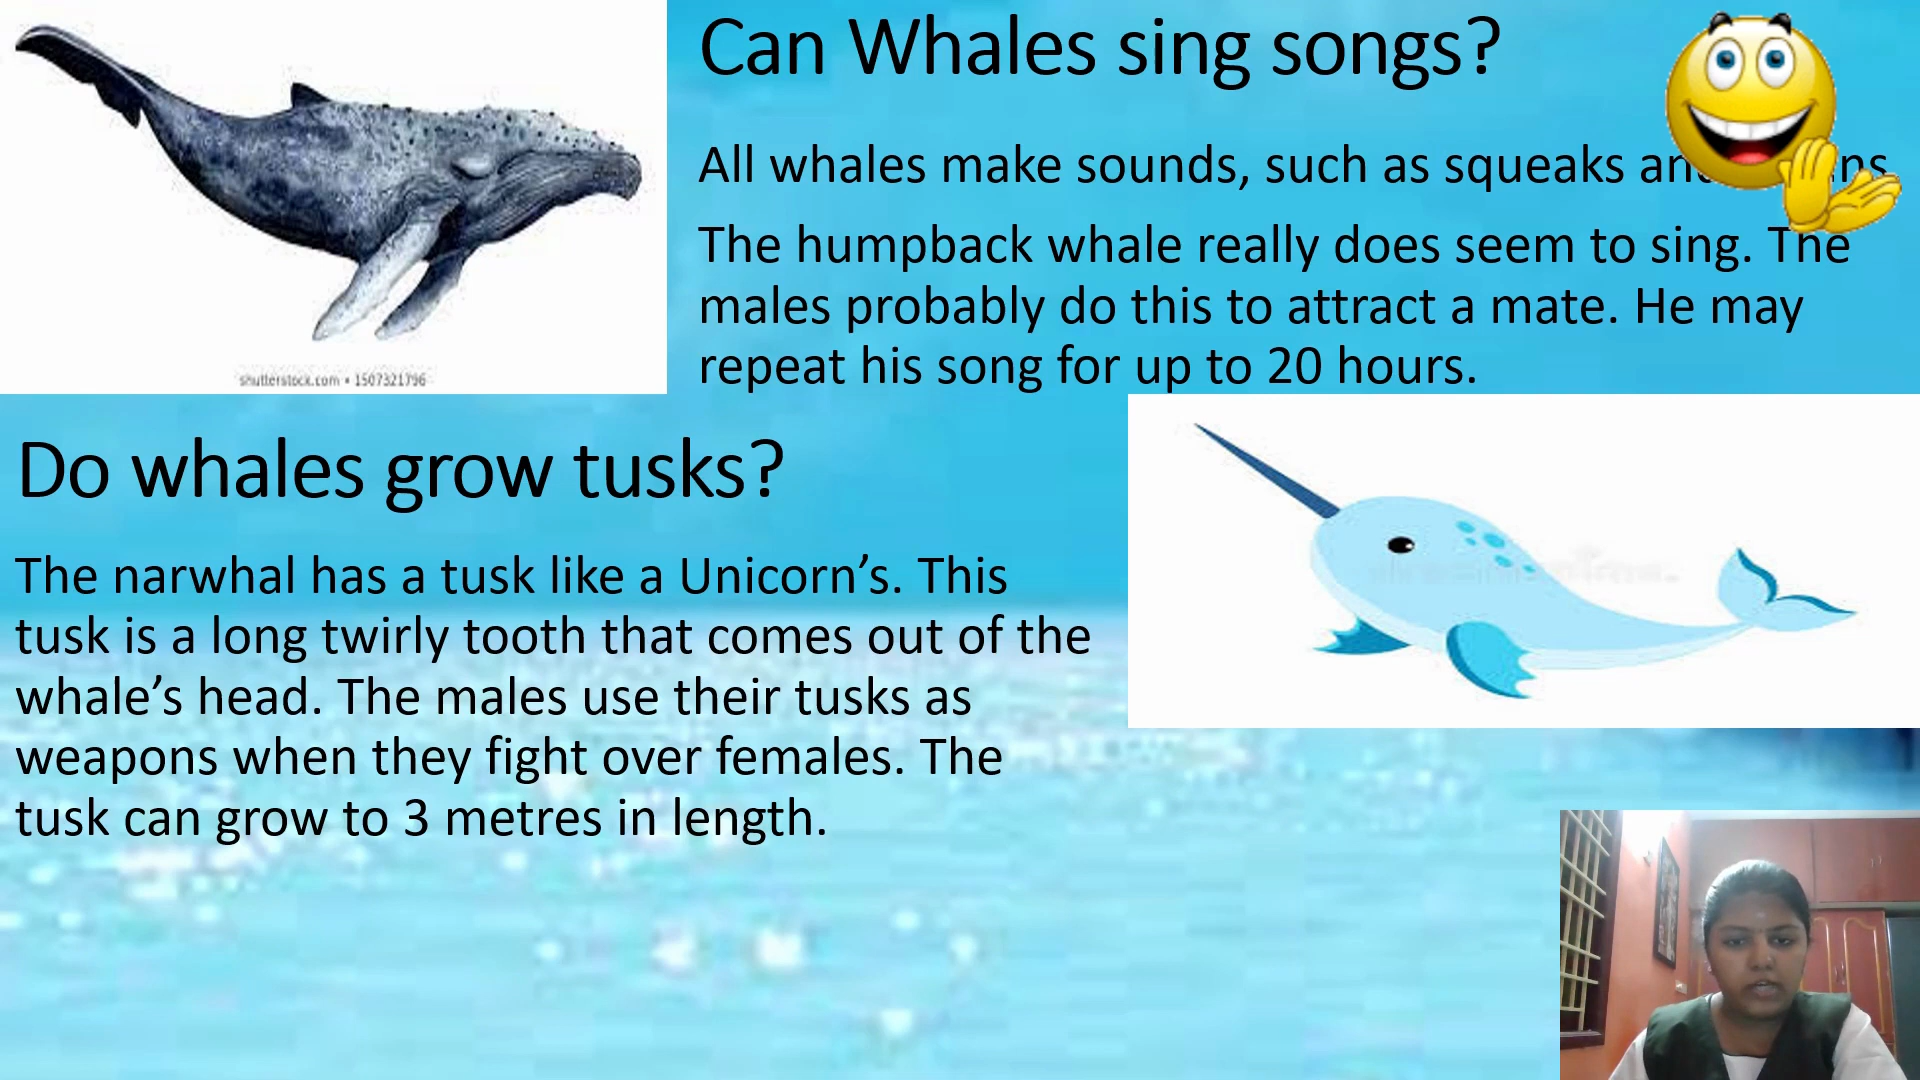 Can Whales sing songs?
All whales make sounds, such as squeaks
The humpback whale really does seem to sing. The
males probably do this to attract a mate. He may
repeat his song for up to 20 hours.
shutterstock.com • 1507321796
Do whales grow tusks?
The narwhal has a tusk like a Unicorn’s. This
tusk is a long twirly tooth that comes out of the
whale’s head. The males use their tusks as
weapons when they fight over females. The
tusk can grow to 3 metres in length.